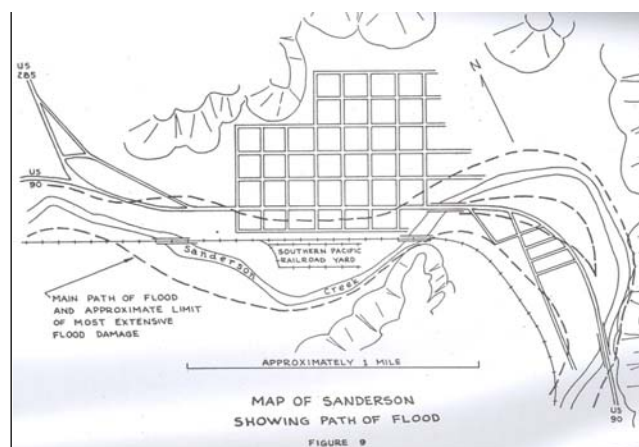 US
285
N
US
90
SOUTHERN PACIFIC
RAILROAD YARD
Sanderson Creek
MAIN PATH OF FLOOD
AND APPROXIMATE LIMIT
OF MOST EXTENSIVE
FLOOD DAMAGE
APPROXIMATELY 1 MILE
MAP OF SANDERSON
SHOWING PATH OF FLOOD
US
90
FIGURE 9